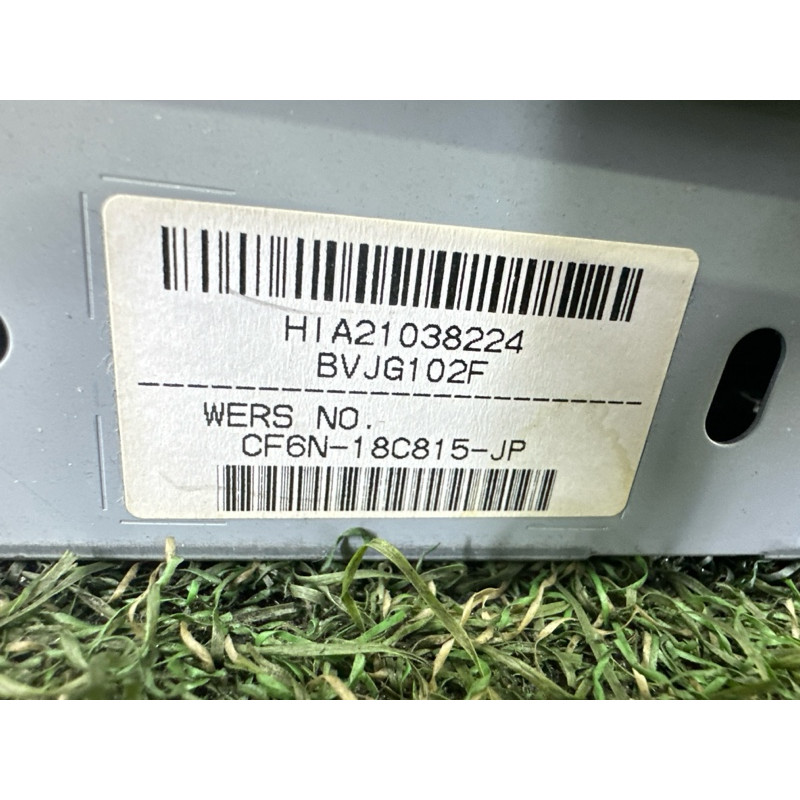 HIA21038224
BVJG102F
WERS NO.
CF6N-18C815-JP